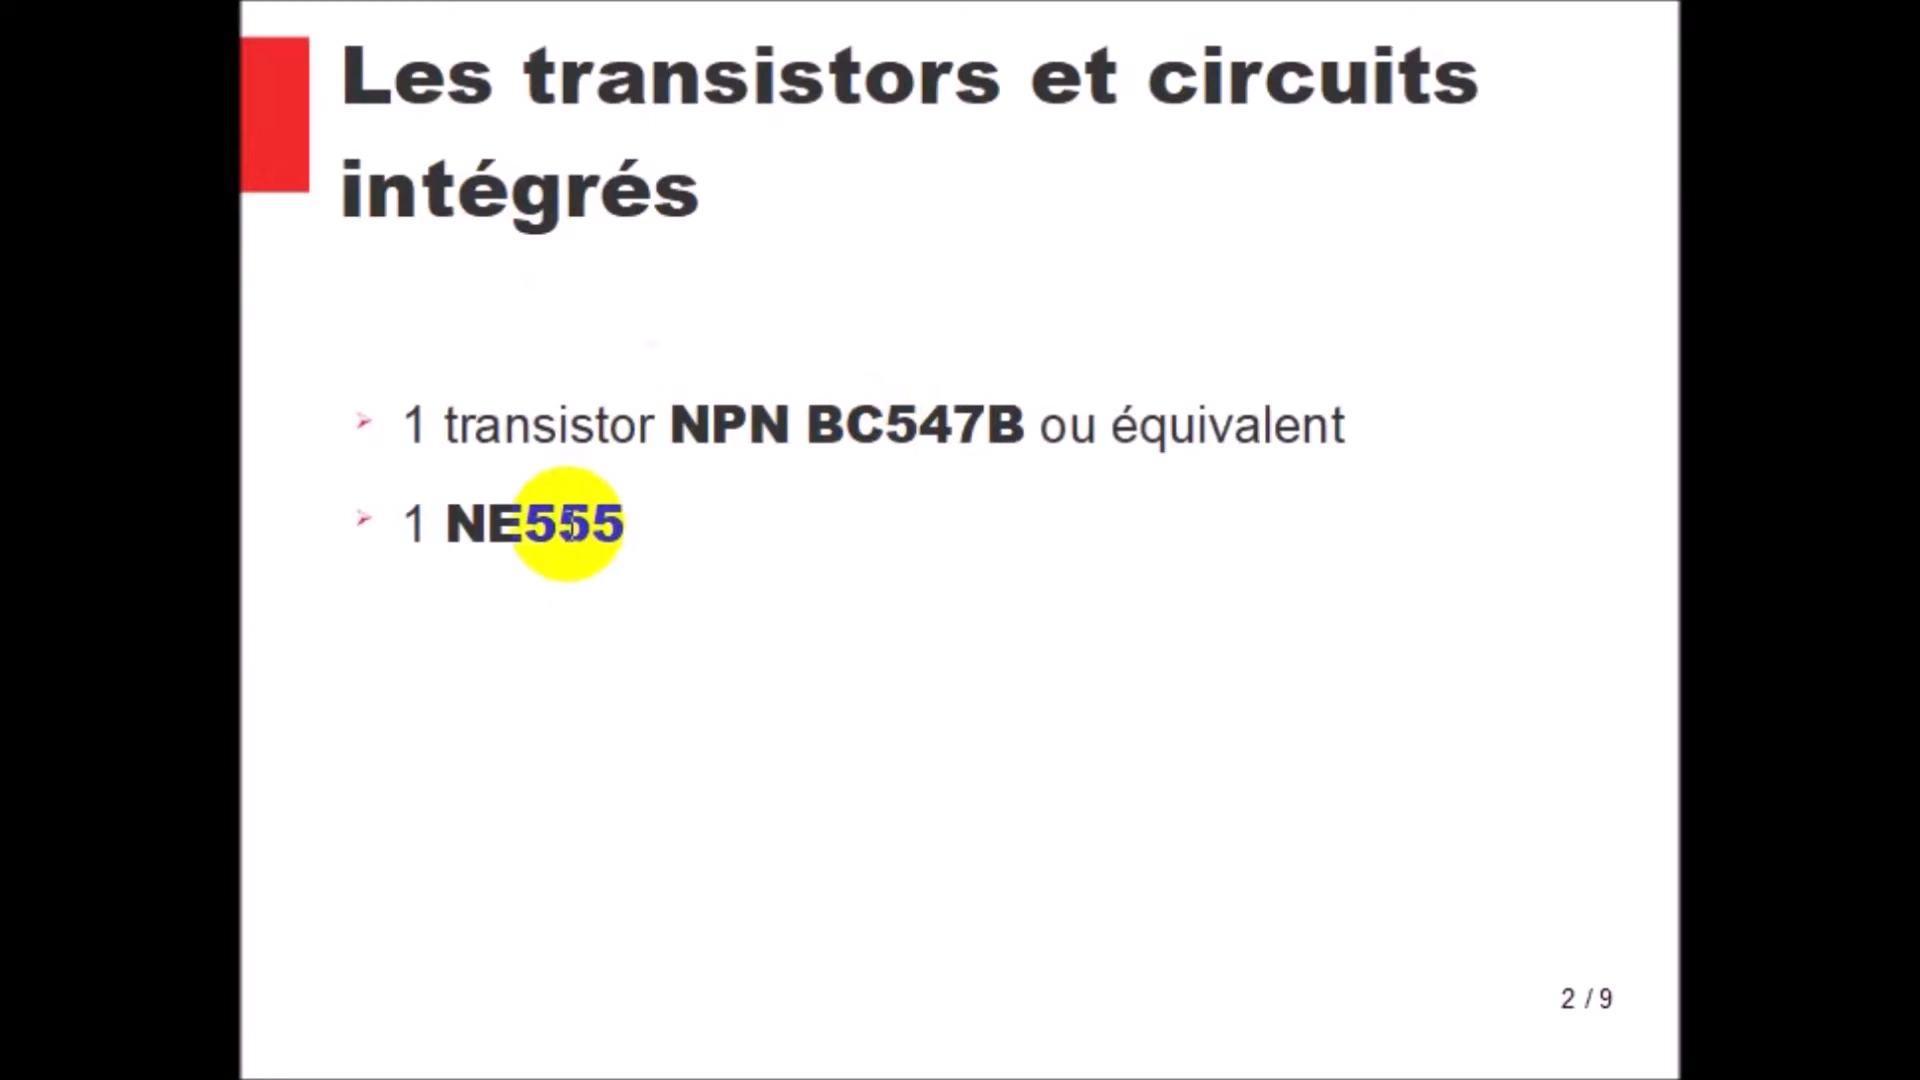 Les transistors et circuits
intégrés
1 transistor NPN BC547B ou équivalent
1 NE555
2 / 9